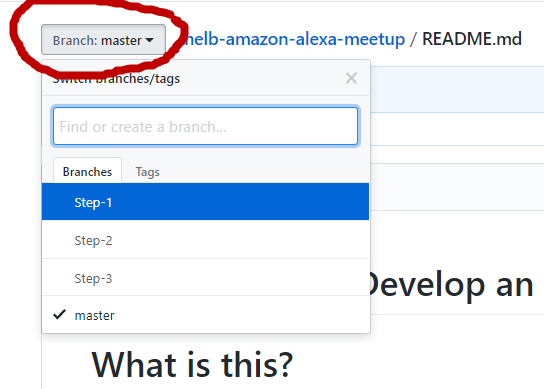 Branch: master
nelb-amazon-alexa-meetup / README.md
Switch branches/tags
Find or create a branch...
Branches Tags
Step-1
Step-2
Step-3
master
Develop an
What is this?